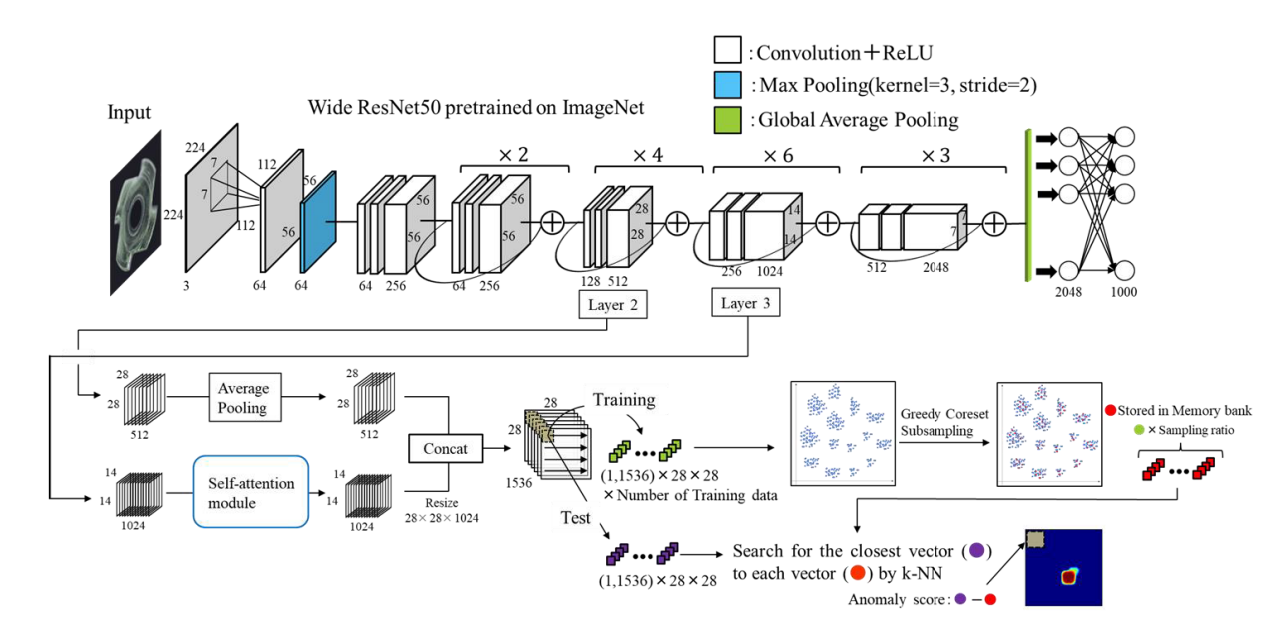 : Convolution+ReLU
: Max Pooling(kernel=3, stride=2)
: Global Average Pooling
Input
Wide ResNet50 pretrained on ImageNet
× 2
× 4
× 6
× 3
224
7
7
224
3
112
112
64
56
56
64
56
56
64 256
56
56
64 256
28
28
128 512
14
14
256 1024
7
7
512 2048
2048 1000
Layer 2
Layer 3
28
28
512
Average
Pooling
28
28
512
14
14
1024
Self-attention
module
14
14
1024
Concat
Resize
28×28×1024
28
28
1536
Training
(1,1536)×28×28
×Number of Training data
Test
(1,1536)×28×28
Greedy Coreset
Subsampling
Stored in Memory bank
× Sampling ratio
Search for the closest vector ( )
to each vector ( ) by k-NN
Anomaly score: −